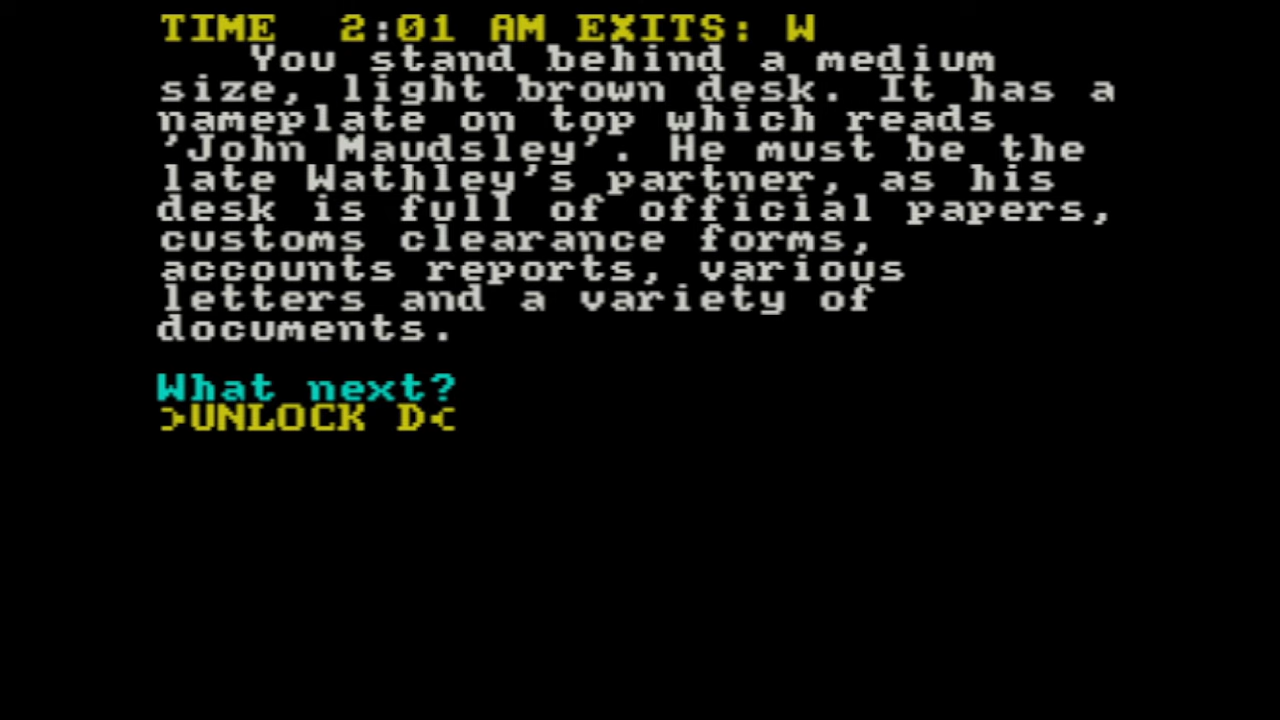 TIME  2:01 AM EXITS: W
You stand behind a medium
size, light brown desk. It has a
nameplate on top which reads
'John Maudsley'. He must be the
late Wathley's partner, as his
desk is full of official papers,
customs clearance forms,
accounts reports, various
letters and a variety of
documents.
What next?
>UNLOCK D<